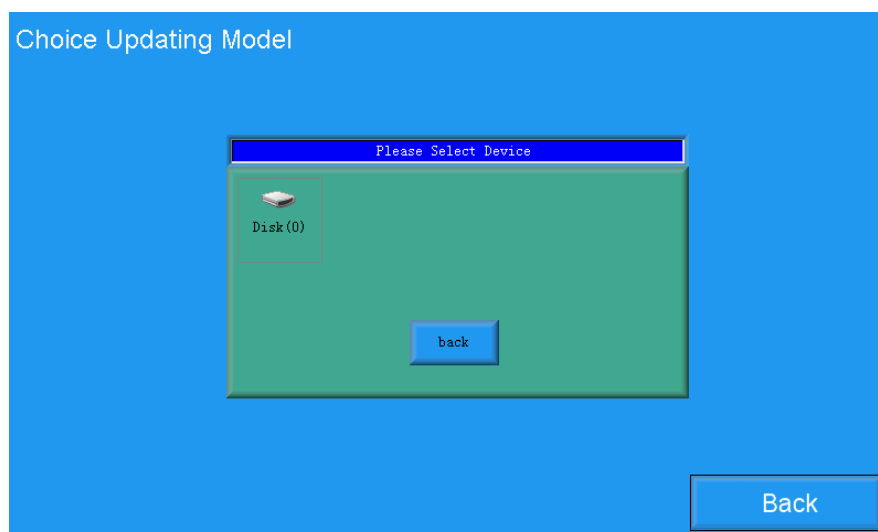 Choice Updating Model
Please Select Device
Disk(0)
back
Back